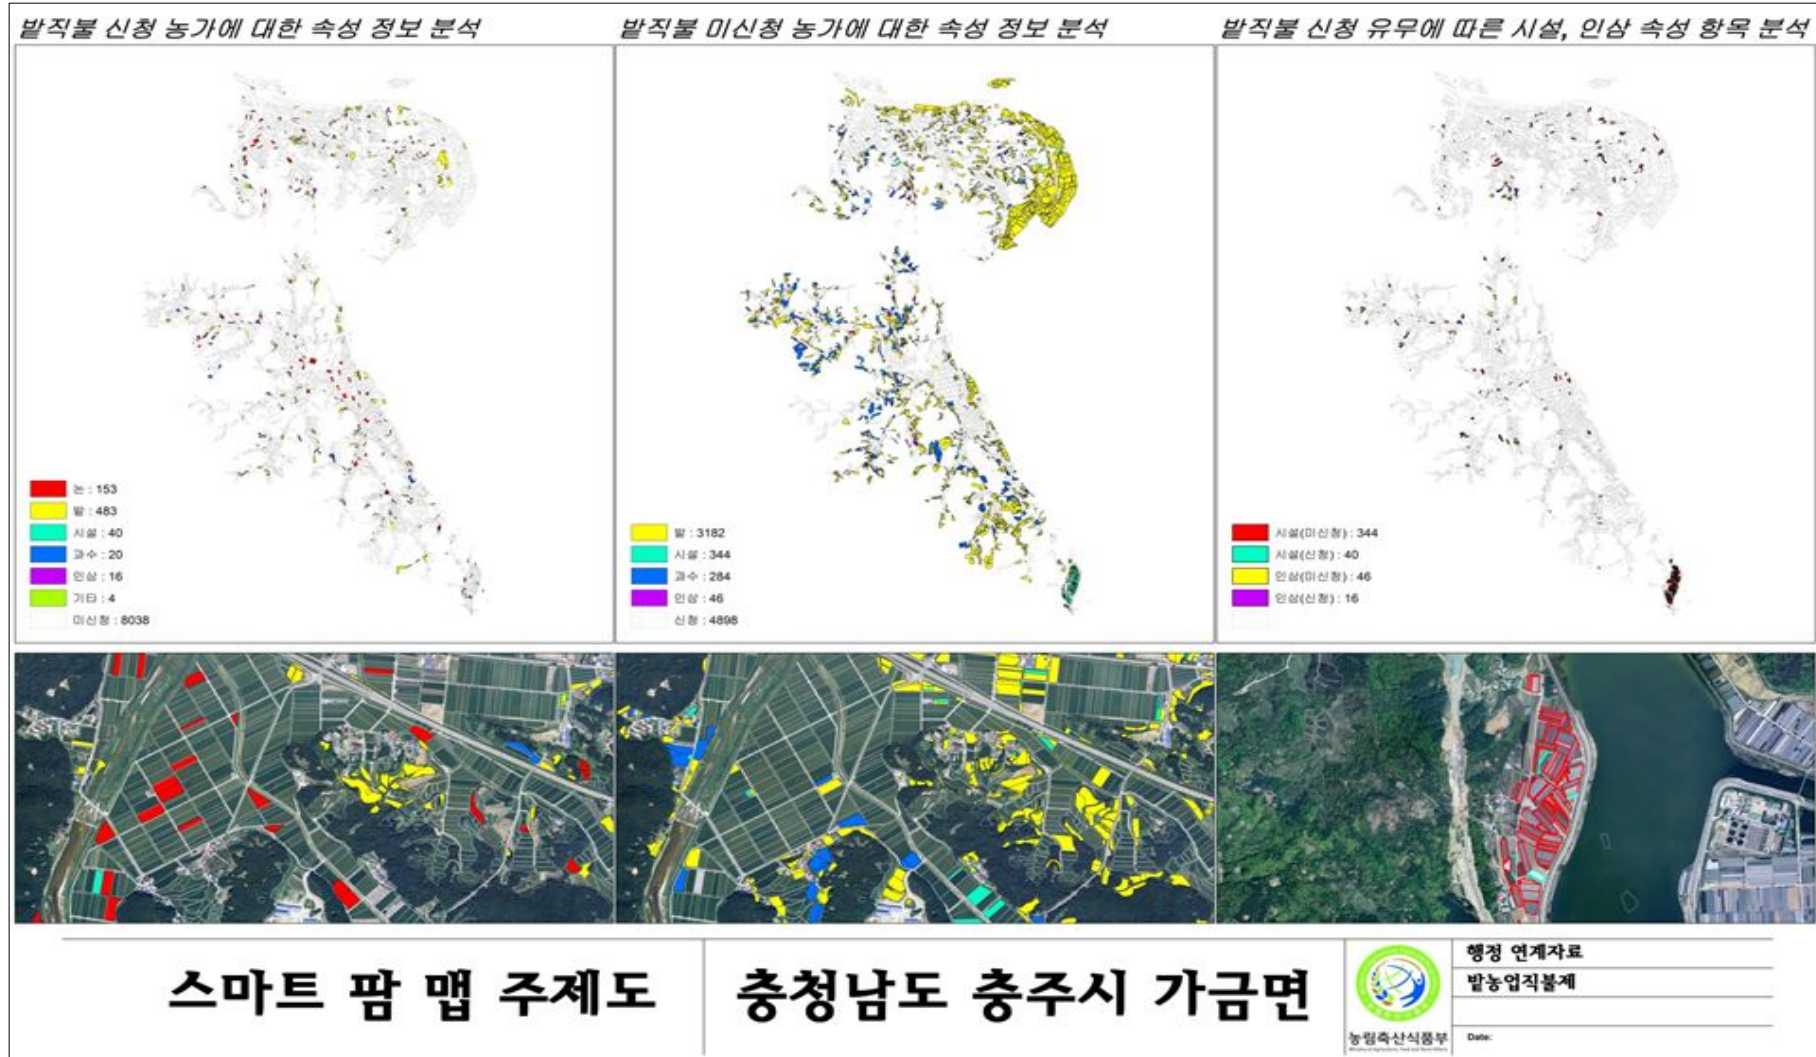 밭직불 신청 농가에 대한 속성 정보 분석
밭직불 미신청 농가에 대한 속성 정보 분석
밭직불 신청 유무에 따른 시설, 인삼 속성 항목 분석
논 : 153
밭 : 483
시설 : 40
과수 : 20
인삼 : 16
기타 : 4
미신청 : 8038
밭 : 3182
시설 : 344
과수 : 284
인삼 : 46
신청 : 4898
시설(미신청) : 344
시설(신청) : 40
인삼(미신청) : 46
인삼(신청) : 16
스마트 팜 맵 주제도
충청남도 충주시 가금면
농림축산식품부
행정 연계자료
밭농업직불제
Date: